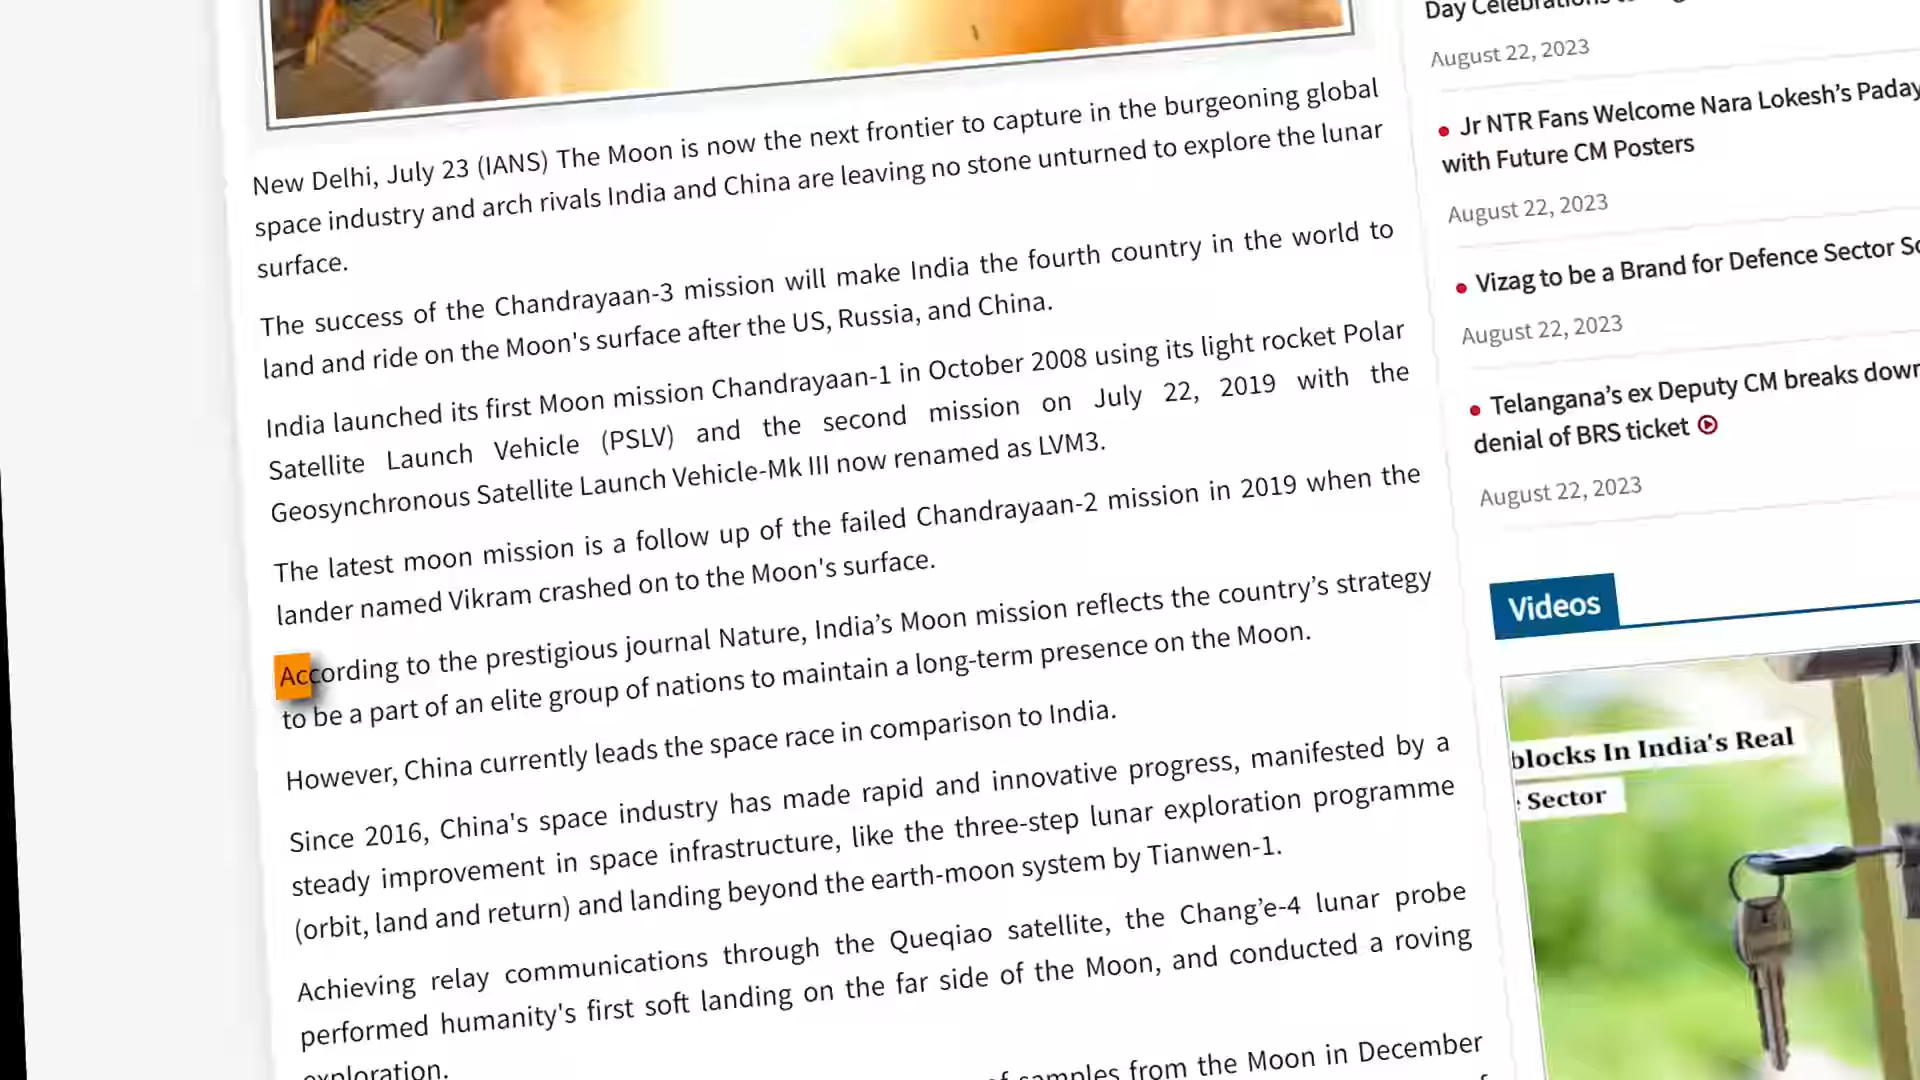 New Delhi, July 23 (IANS) The Moon is now the next frontier to capture in the burgeoning global
space industry and arch rivals India and China are leaving no stone unturned to explore the lunar
surface.
The success of the Chandrayaan-3 mission will make India the fourth country in the world to
land and ride on the Moon's surface after the US, Russia, and China.
India launched its first Moon mission Chandrayaan-1 in October 2008 using its light rocket Polar
Satellite Launch Vehicle (PSLV) and the second mission on July 22, 2019 with the
Geosynchronous Satellite Launch Vehicle-Mk III now renamed as LVM3.
The latest moon mission is a follow up of the failed Chandrayaan-2 mission in 2019 when the
lander named Vikram crashed on to the Moon's surface.
According to the prestigious journal Nature, India’s Moon mission reflects the country’s strategy
to be a part of an elite group of nations to maintain a long-term presence on the Moon.
However, China currently leads the space race in comparison to India.
Since 2016, China's space industry has made rapid and innovative progress, manifested by a
steady improvement in space infrastructure, like the three-step lunar exploration programme
(orbit, land and return) and landing beyond the earth-moon system by Tianwen-1.
Achieving relay communications through the Queqiao satellite, the Chang’e-4 lunar probe
performed humanity's first soft landing on the far side of the Moon, and conducted a roving
exploration.
samples from the Moon in December
Day
August 22, 2023
Jr NTR Fans Welcome Nara Lokesh’s Paday
with Future CM Posters
August 22, 2023
Vizag to be a Brand for Defence Sector
August 22, 2023
Telangana’s ex Deputy CM breaks down
denial of BRS ticket
August 22, 2023
Videos
blocks In India's Real
Sector